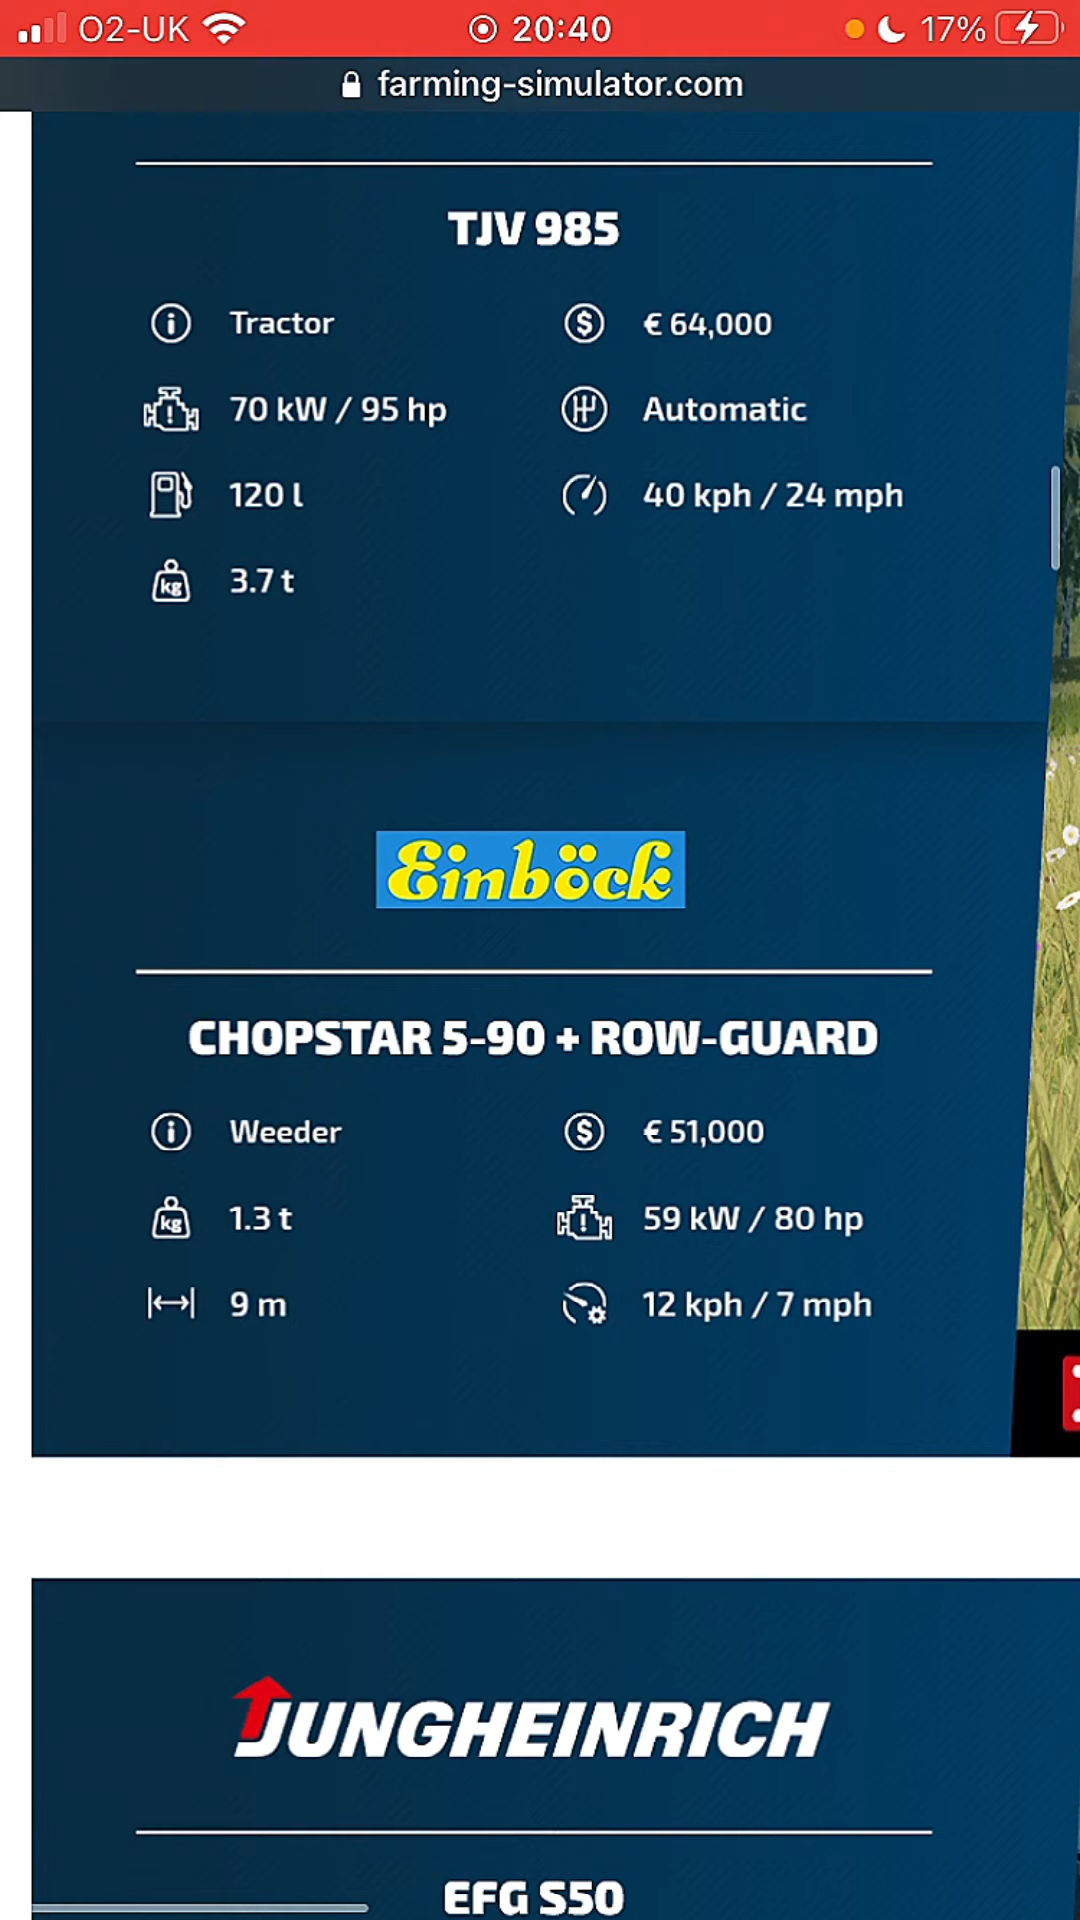 O2-UK 20:40 17%
farming-simulator.com
TJV 985
Tractor € 64,000
70 kW / 95 hp Automatic
120 l 40 kph / 24 mph
kg 3.7 t
Einböck
CHOPSTAR 5-90 + ROW-GUARD
Weeder € 51,000
kg 1.3 t 59 kW / 80 hp
9 m 12 kph / 7 mph
JUNGHEINRICH
EFG S50